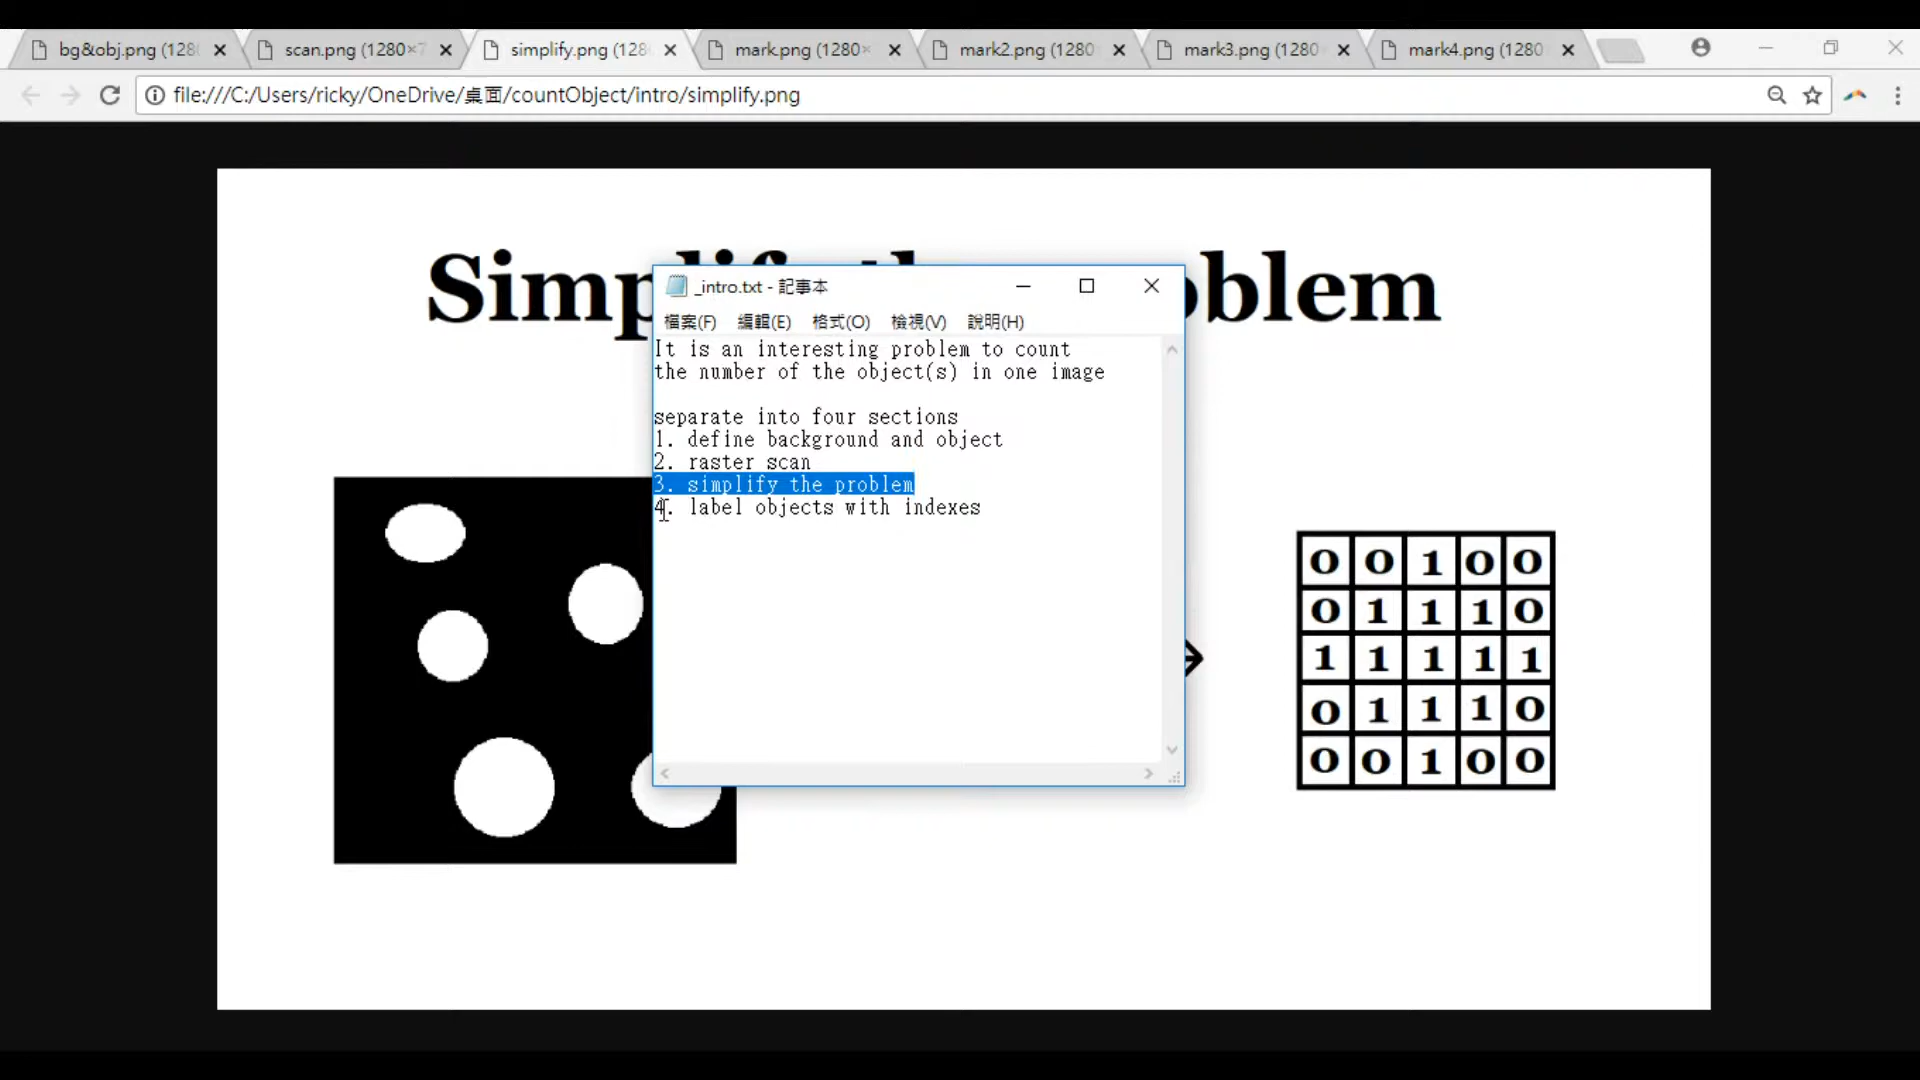 bg&obj.png (128
scan.png (1280×7
simplify.png (128
mark.png (1280×
mark2.png (1280
mark3.png (1280
mark4.png (1280
file:///C:/Users/ricky/OneDrive/桌面/countObject/intro/simplify.png
Simpl
oblem
_intro.txt - 記事本
檔案(F) 編輯(E) 格式(O) 檢視(V) 說明(H)
It is an interesting problem to count
the number of the object(s) in one image
separate into four sections
1. define background and object
2. raster scan
3. simplify the problem
4. label objects with indexes
0 0 1 0 0
0 1 1 1 0
1 1 1 1 1
0 1 1 1 0
0 0 1 0 0